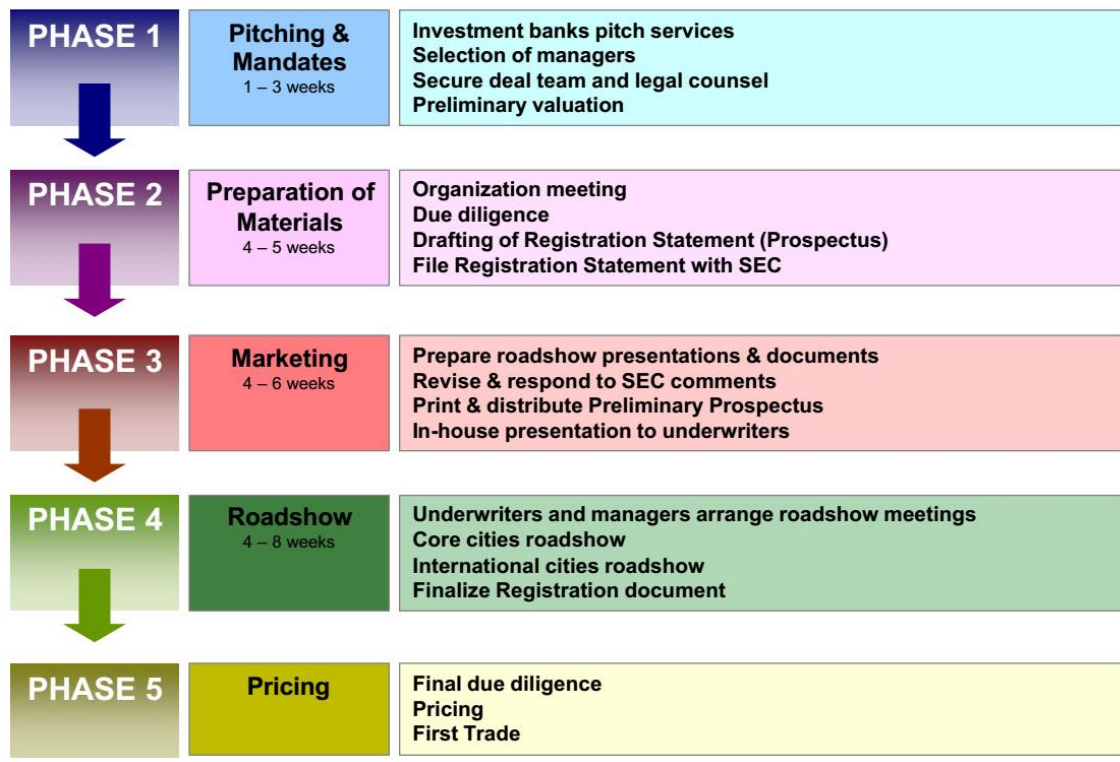 PHASE 1
Pitching &
Mandates
1 – 3 weeks
Investment banks pitch services
Selection of managers
Secure deal team and legal counsel
Preliminary valuation
PHASE 2
Preparation of
Materials
4 – 5 weeks
Organization meeting
Due diligence
Drafting of Registration Statement (Prospectus)
File Registration Statement with SEC
PHASE 3
Marketing
4 – 6 weeks
Prepare roadshow presentations & documents
Revise & respond to SEC comments
Print & distribute Preliminary Prospectus
In-house presentation to underwriters
PHASE 4
Roadshow
4 – 8 weeks
Underwriters and managers arrange roadshow meetings
Core cities roadshow
International cities roadshow
Finalize Registration document
PHASE 5
Pricing
Final due diligence
Pricing
First Trade